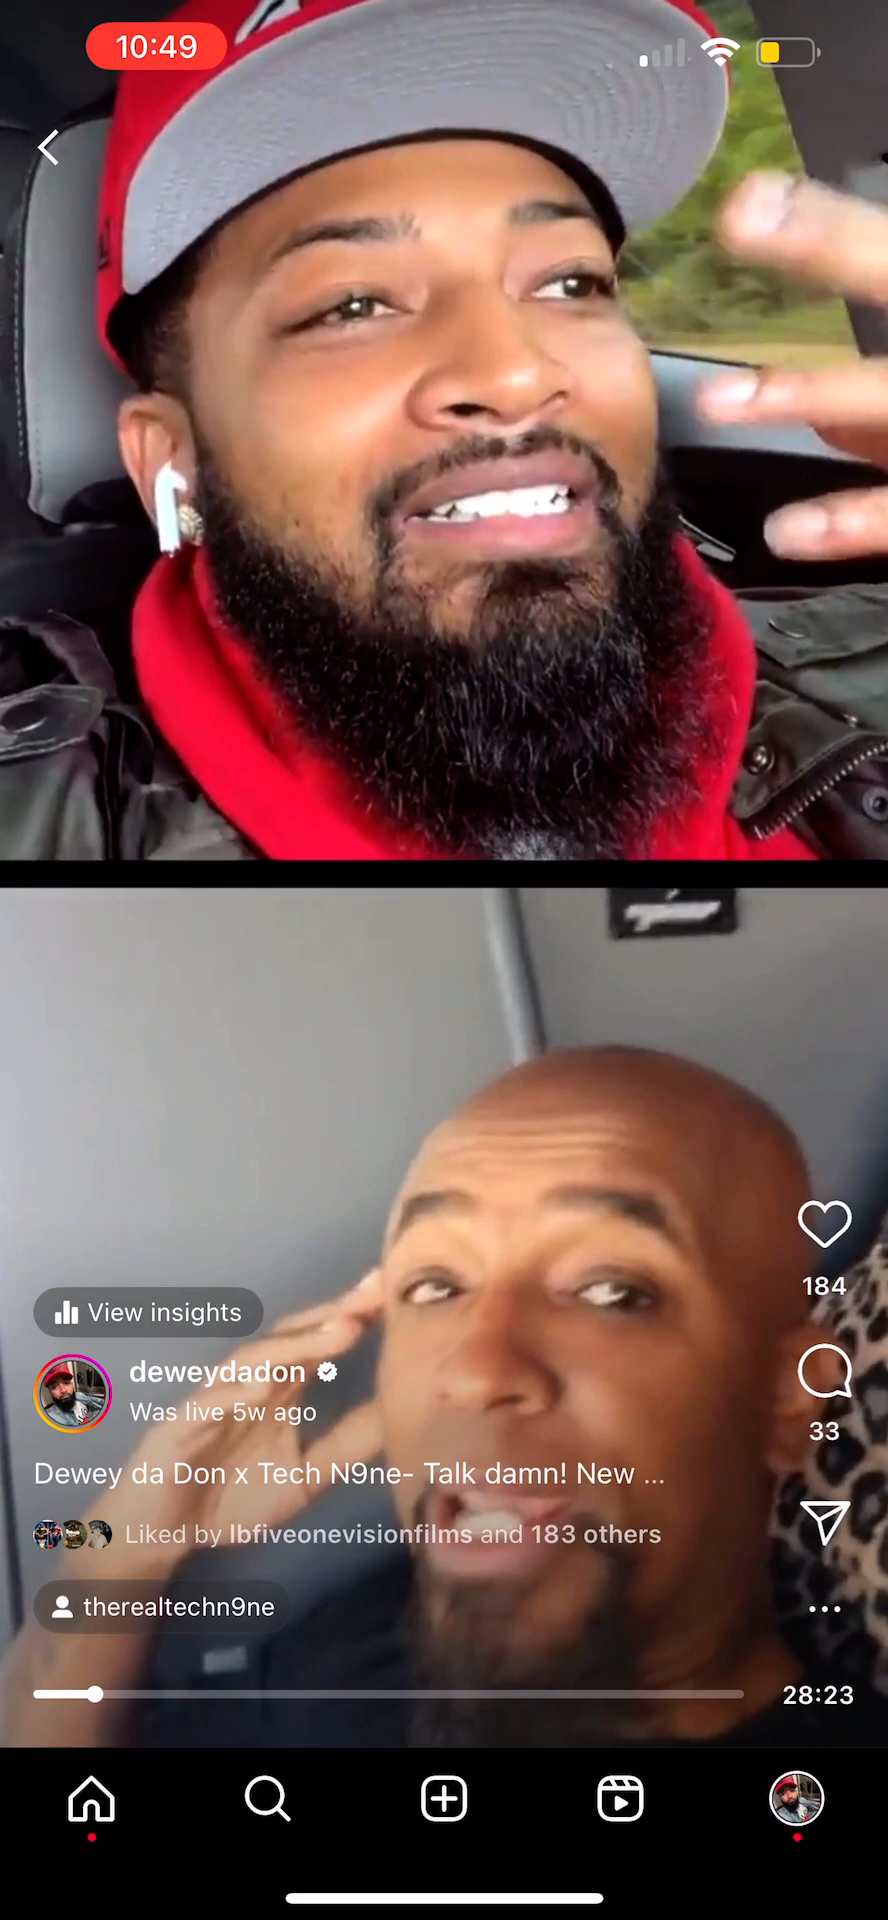 10:49
View insights
deweydadon
Was live 5w ago
Dewey da Don x Tech N9ne- Talk damn! New ...
Liked by lbfiveonevisionfilms and 183 others
therealtechn9ne
184
33
28:23